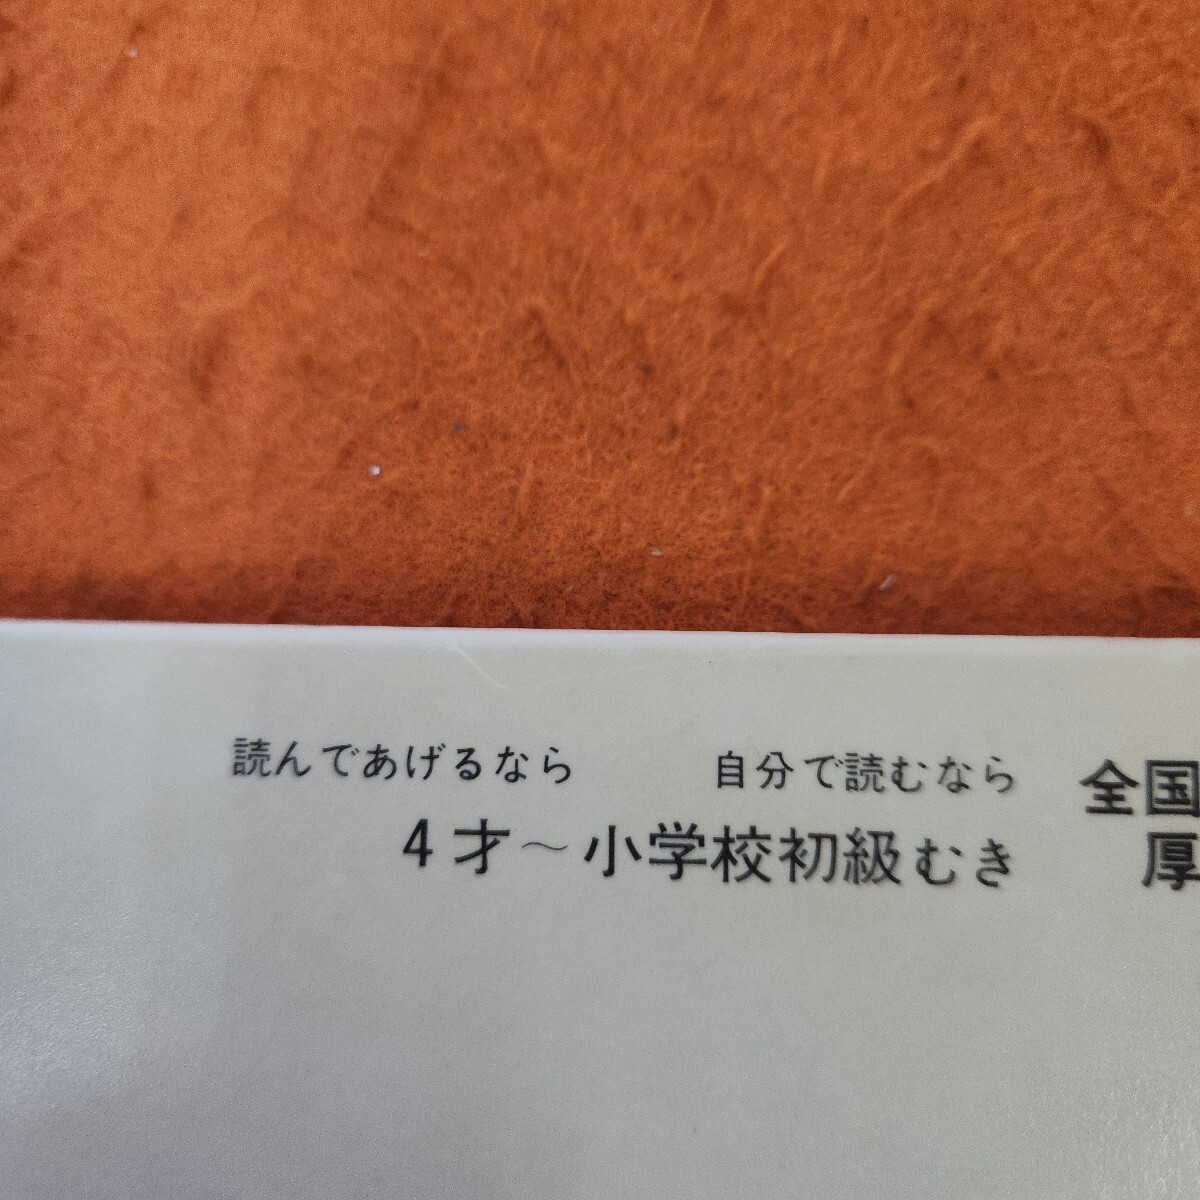 読んであげるなら　自分で読むなら
4才～小学校初級むき
全国
厚